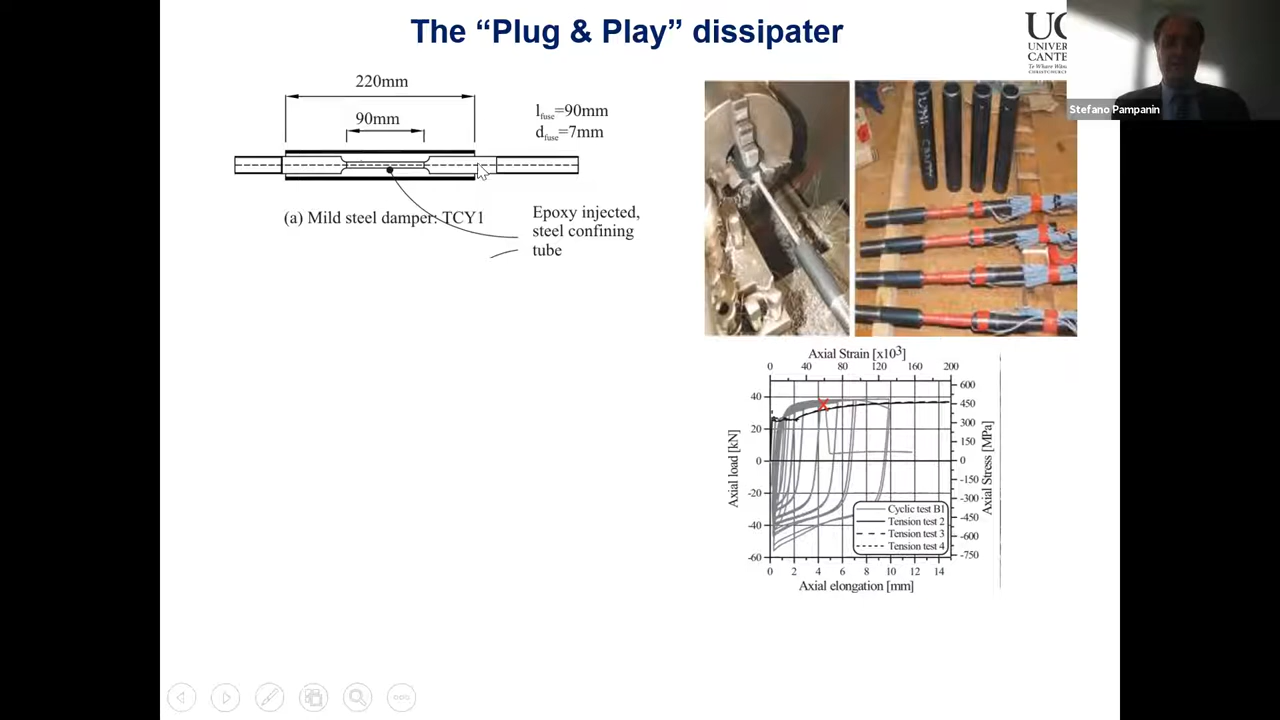 The “Plug & Play” dissipater
UC
UNIVER
CANTE
Te Whare Wān
CHRISTCHURCH
Stefano Pampanin
220mm
90mm
lfuse=90mm
dfuse=7mm
(a) Mild steel damper: TCY1
Epoxy injected,
steel confining
tube
Axial Strain [x10³]
0 40 80 120 160 200
40
20
0
-20
-40
-60
Axial load [kN]
600
450
300
150
0
-150
-300
-450
-600
-750
Axial Stress [MPa]
Cyclic test B1
Tension test 2
Tension test 3
Tension test 4
0 2 4 6 8 10 12 14
Axial elongation [mm]